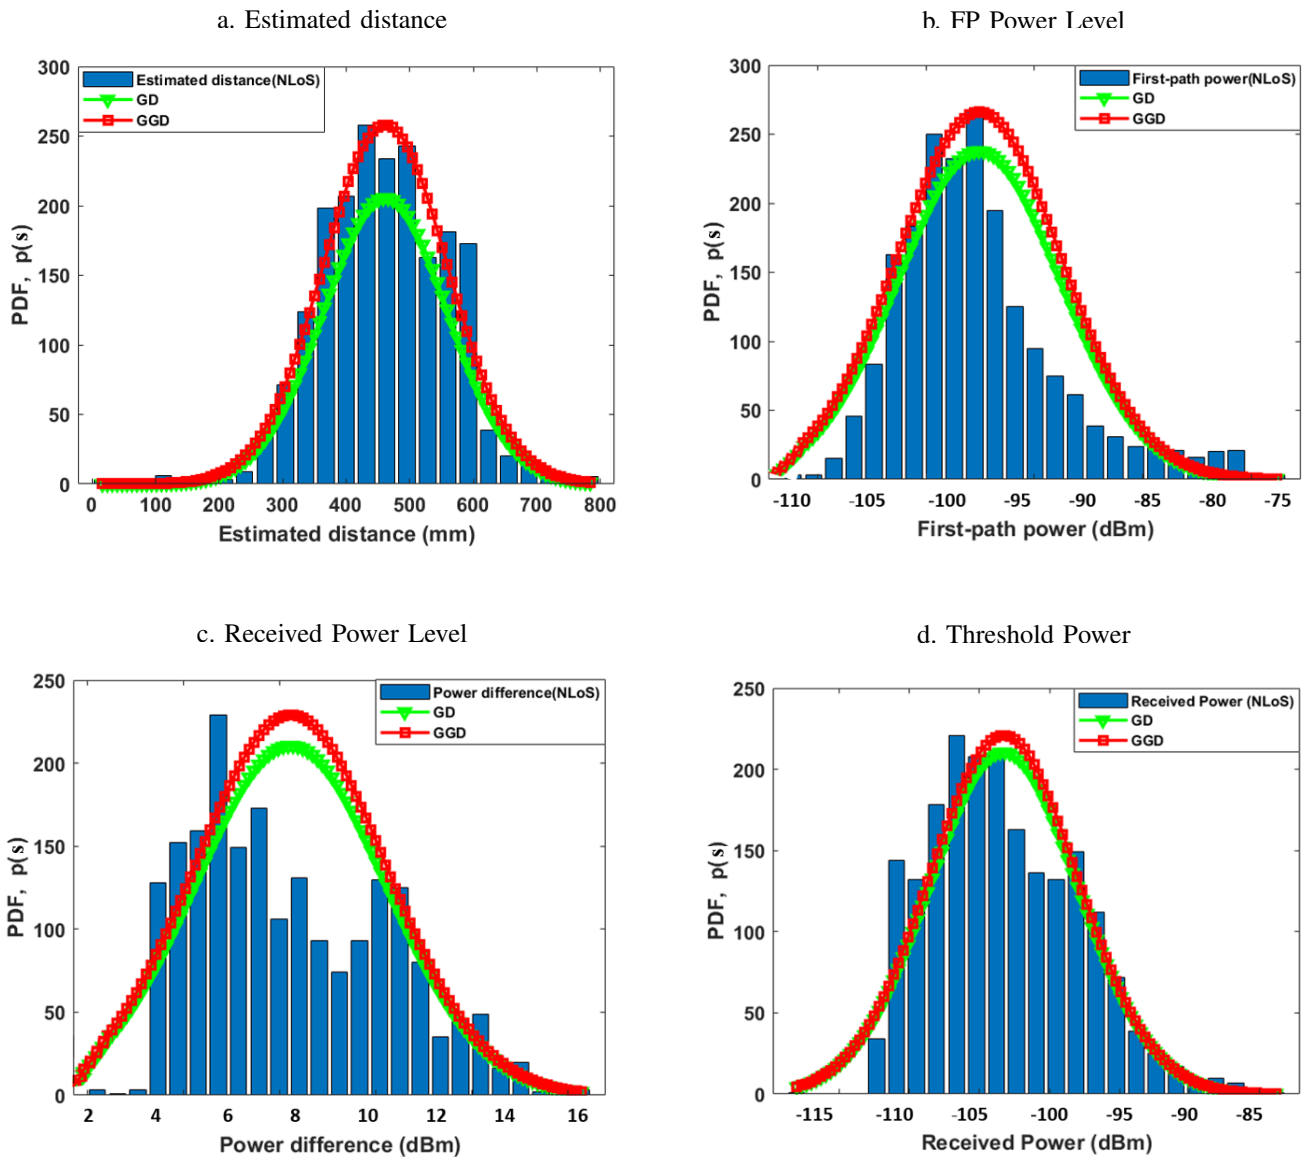 a. Estimated distance
300
250
200
150
100
50
0
PDF, p(s)
Estimated distance(NLoS)
GD
GGD
0 100 200 300 400 500 600 700 800
Estimated distance (mm)
b. FP Power Level
300
250
200
150
100
50
0
PDF, p(s)
First-path power(NLoS)
GD
GGD
-110 -105 -100 -95 -90 -85 -80 -75
First-path power (dBm)
c. Received Power Level
250
200
150
100
50
0
PDF, p(s)
Power difference(NLoS)
GD
GGD
2 4 6 8 10 12 14 16
Power difference (dBm)
d. Threshold Power
250
200
150
100
50
0
PDF, p(s)
Received Power (NLoS)
GD
GGD
-115 -110 -105 -100 -95 -90 -85
Received Power (dBm)